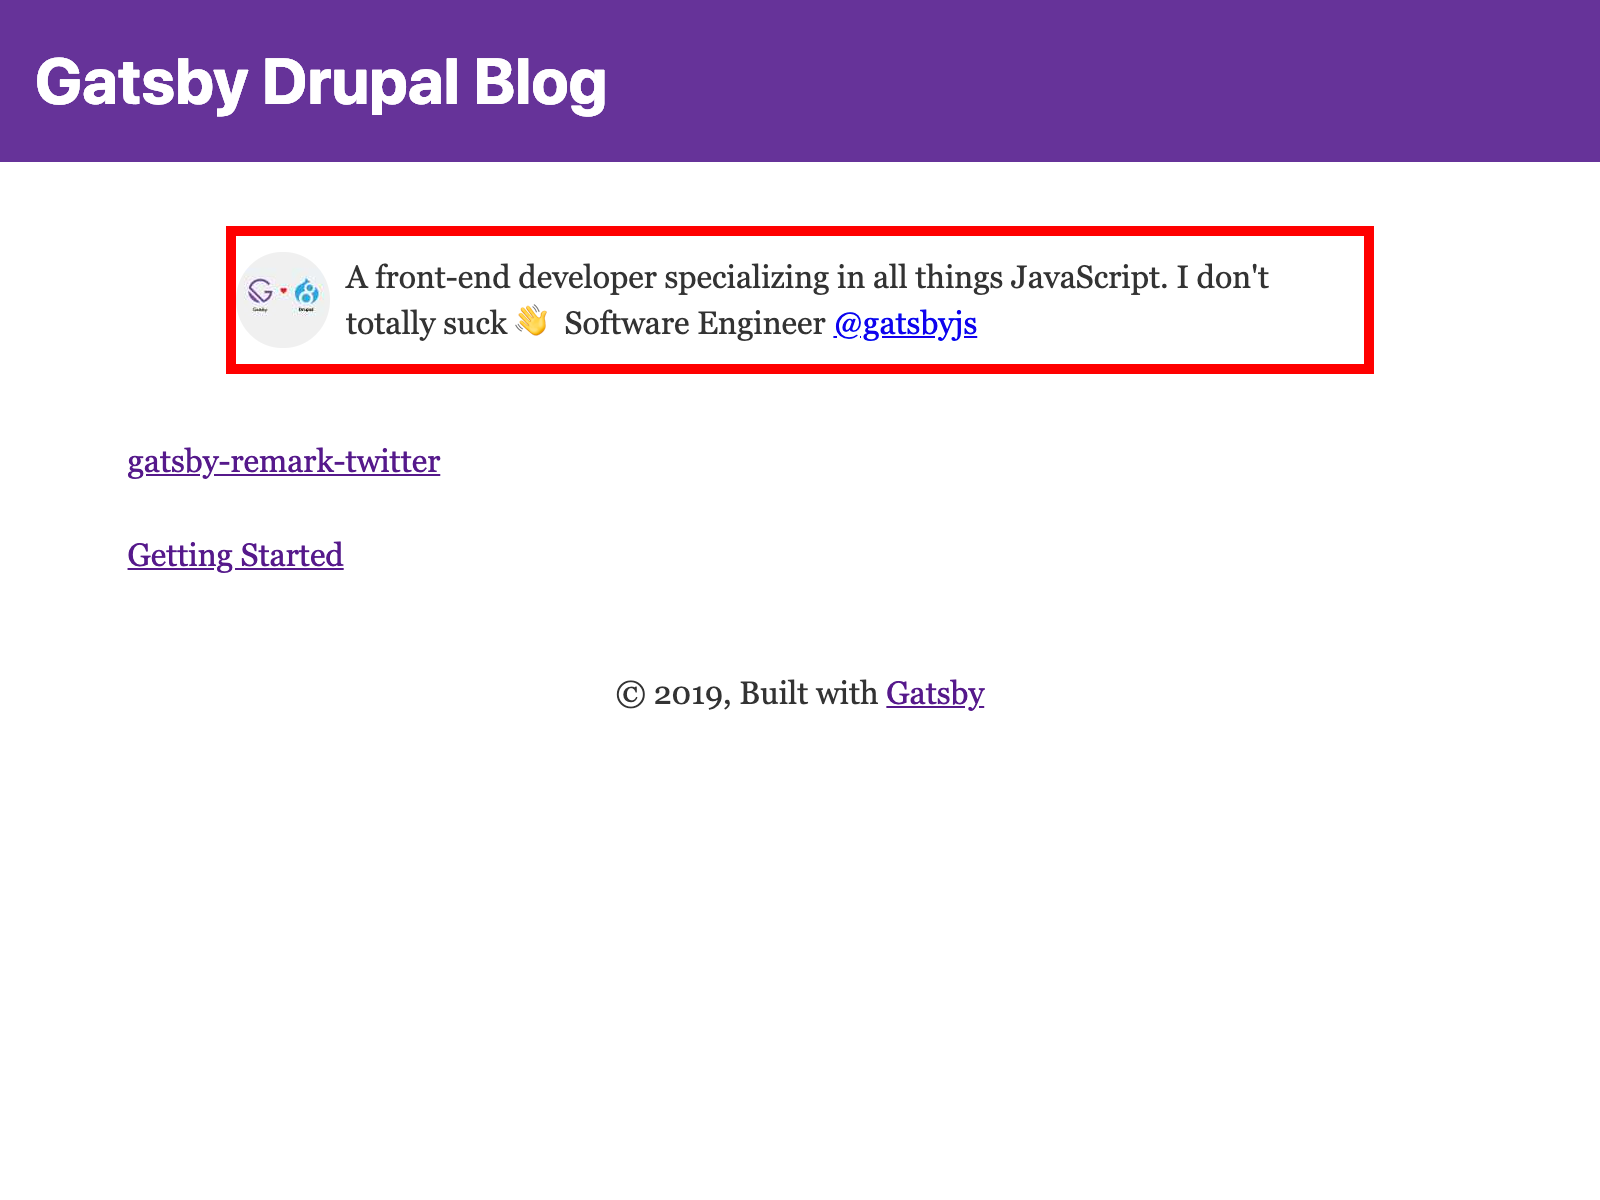 Gatsby Drupal Blog
A front-end developer specializing in all things JavaScript. I don't
totally suck 👋 Software Engineer @gatsbyjs
Gatsby
Drupal
gatsby-remark-twitter
Getting Started
© 2019, Built with Gatsby